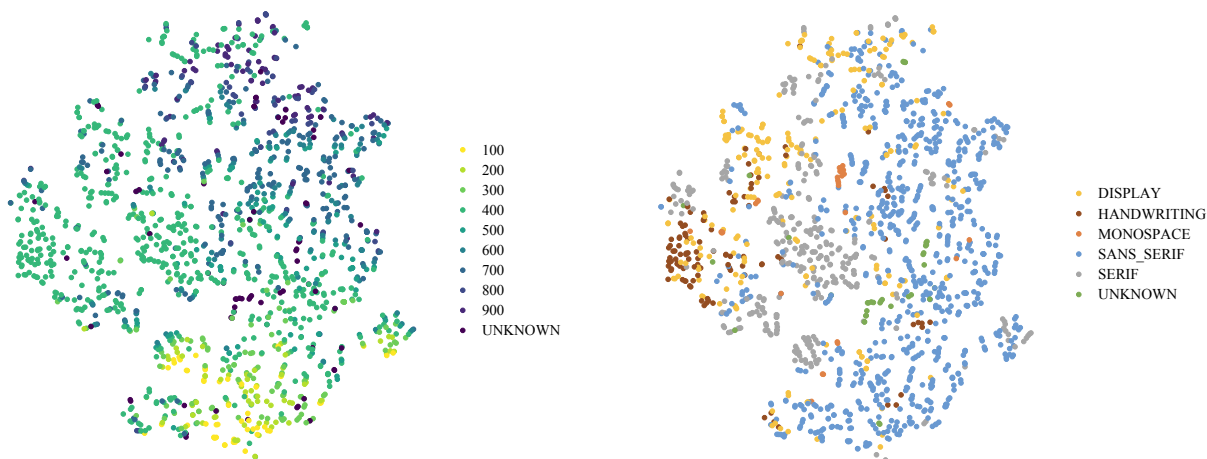 100
200
300
400
500
600
700
800
900
UNKNOWN
DISPLAY
HANDWRITING
MONOSPACE
SANS_SERIF
SERIF
UNKNOWN